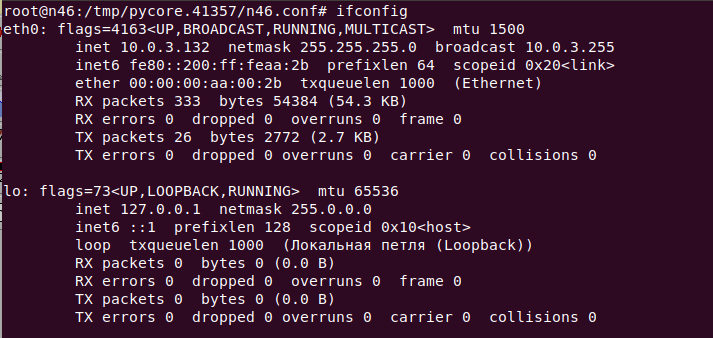 root@n46:/tmp/pycore.41357/n46.conf# ifconfig
eth0: flags=4163<UP,BROADCAST,RUNNING,MULTICAST>  mtu 1500
        inet 10.0.3.132  netmask 255.255.255.0  broadcast 10.0.3.255
        inet6 fe80::200:ff:feaa:2b  prefixlen 64  scopeid 0x20<link>
        ether 00:00:00:aa:00:2b  txqueuelen 1000  (Ethernet)
        RX packets 333  bytes 54384 (54.3 KB)
        RX errors 0  dropped 0  overruns 0  frame 0
        TX packets 26  bytes 2772 (2.7 KB)
        TX errors 0  dropped 0 overruns 0  carrier 0  collisions 0

lo: flags=73<UP,LOOPBACK,RUNNING>  mtu 65536
        inet 127.0.0.1  netmask 255.0.0.0
        inet6 ::1  prefixlen 128  scopeid 0x10<host>
        loop  txqueuelen 1000  (Локальная петля (Loopback))
        RX packets 0  bytes 0 (0.0 B)
        RX errors 0  dropped 0  overruns 0  frame 0
        TX packets 0  bytes 0 (0.0 B)
        TX errors 0  dropped 0 overruns 0  carrier 0  collisions 0